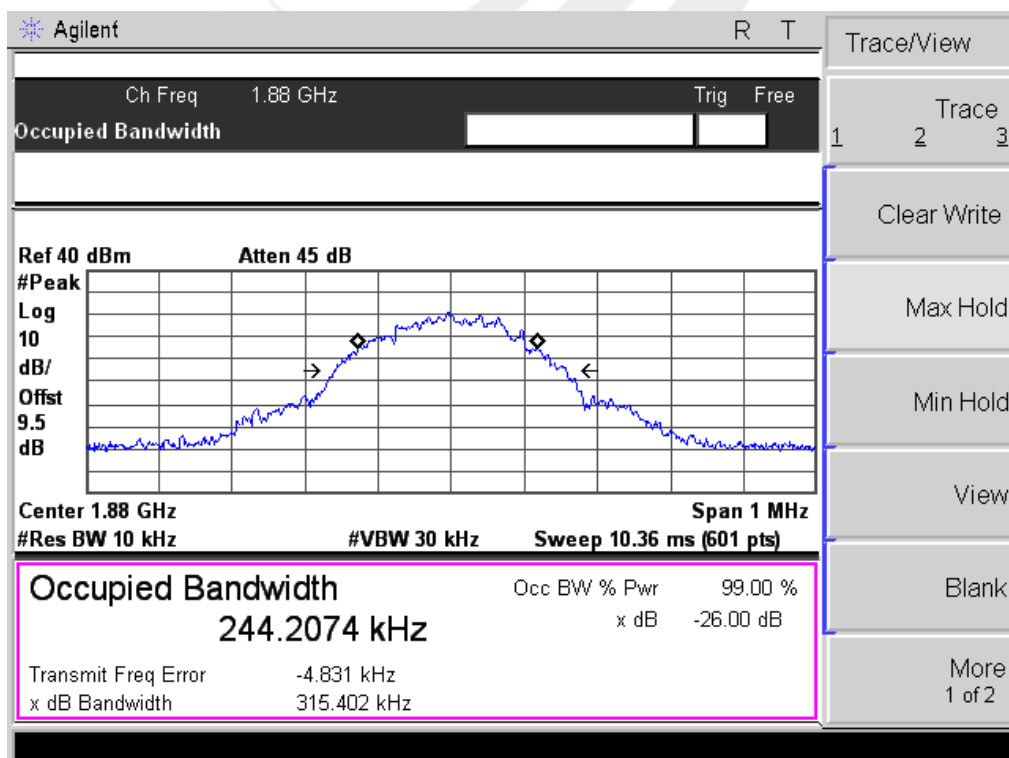 Agilent R T
Trace/View
Ch Freq 1.88 GHz Trig Free
Occupied Bandwidth
Trace
1 2 3
Clear Write
Ref 40 dBm Atten 45 dB
#Peak
Log
10
dB/
Offst
9.5
dB
Max Hold
Min Hold
Center 1.88 GHz Span 1 MHz
#Res BW 10 kHz #VBW 30 kHz Sweep 10.36 ms (601 pts)
View
Occupied Bandwidth
244.2074 kHz
Occ BW % Pwr 99.00 %
x dB -26.00 dB
Transmit Freq Error -4.831 kHz
x dB Bandwidth 315.402 kHz
Blank
More
1 of 2